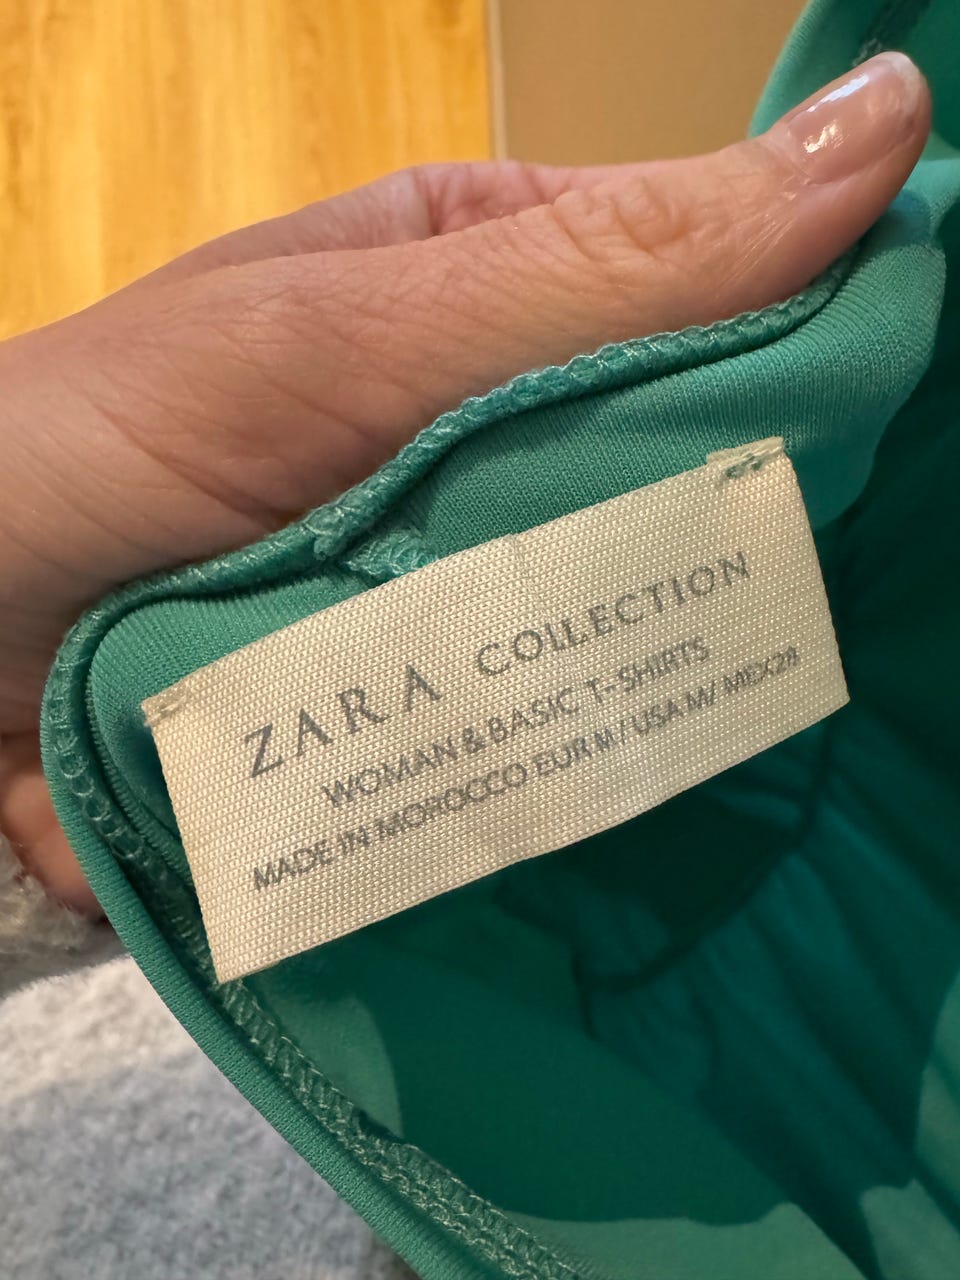 ZARA COLLECTION
WOMAN & BASIC T-SHIRTS
MADE IN MOROCCO EUR M/ USA M/ MEX28